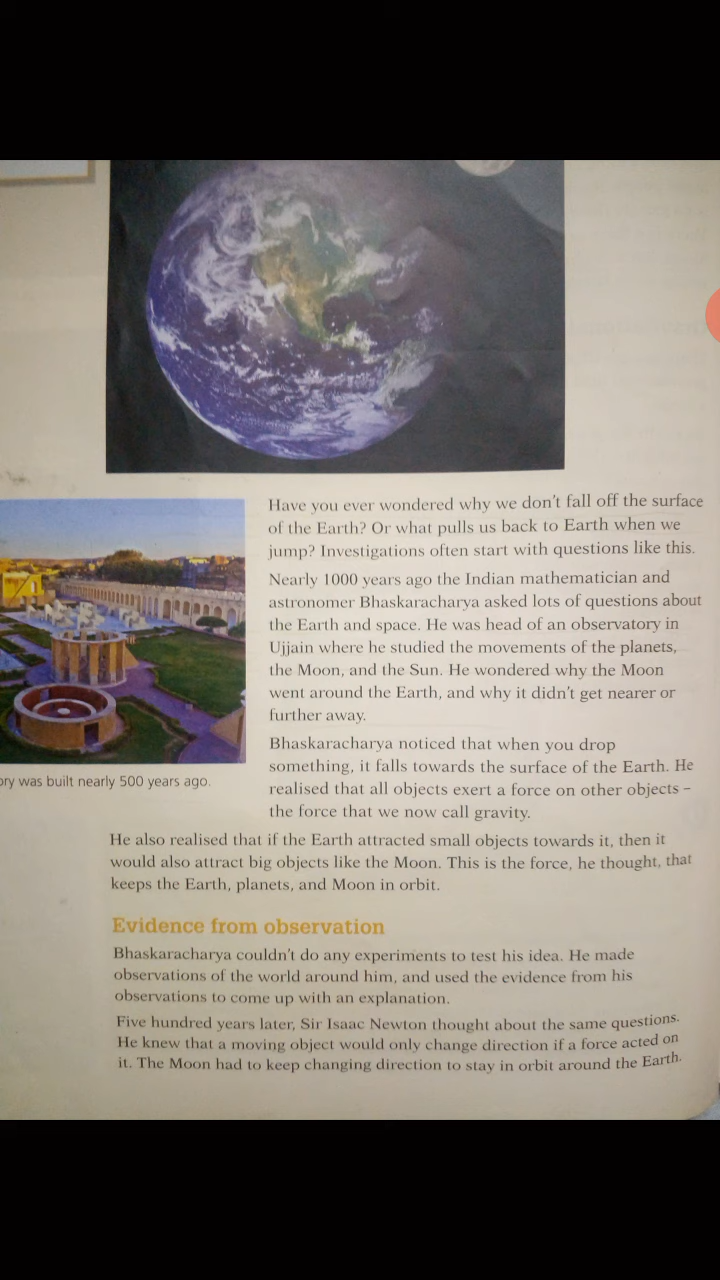 Have you ever wondered why we don't fall off the surface
of the Earth? Or what pulls us back to Earth when we
jump? Investigations often start with questions like this.
Nearly 1000 years ago the Indian mathematician and
astronomer Bhaskaracharya asked lots of questions about
the Earth and space. He was head of an observatory in
Ujjain where he studied the movements of the planets,
the Moon, and the Sun. He wondered why the Moon
went around the Earth, and why it didn't get nearer or
further away.
Bhaskaracharya noticed that when you drop
something, it falls towards the surface of the Earth. He
realised that all objects exert a force on other objects –
the force that we now call gravity.
ory was built nearly 500 years ago.
He also realised that if the Earth attracted small objects towards it, then it
would also attract big objects like the Moon. This is the force, he thought, that
keeps the Earth, planets, and Moon in orbit.
Evidence from observation
Bhaskaracharya couldn't do any experiments to test his idea. He made
observations of the world around him, and used the evidence from his
observations to come up with an explanation.
Five hundred years later, Sir Isaac Newton thought about the same questions.
He knew that a moving object would only change direction if a force acted on
it. The Moon had to keep changing direction to stay in orbit around the Earth.